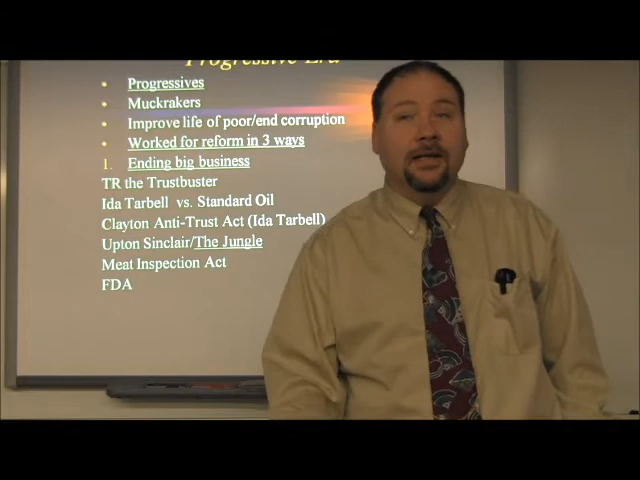 Progressive Era
Progressives
Muckrakers
Improve life of poor/end corruption
Worked for reform in 3 ways
1. Ending big business
TR the Trustbuster
Ida Tarbell vs. Standard Oil
Clayton Anti-Trust Act (Ida Tarbell)
Upton Sinclair/The Jungle
Meat Inspection Act
FDA